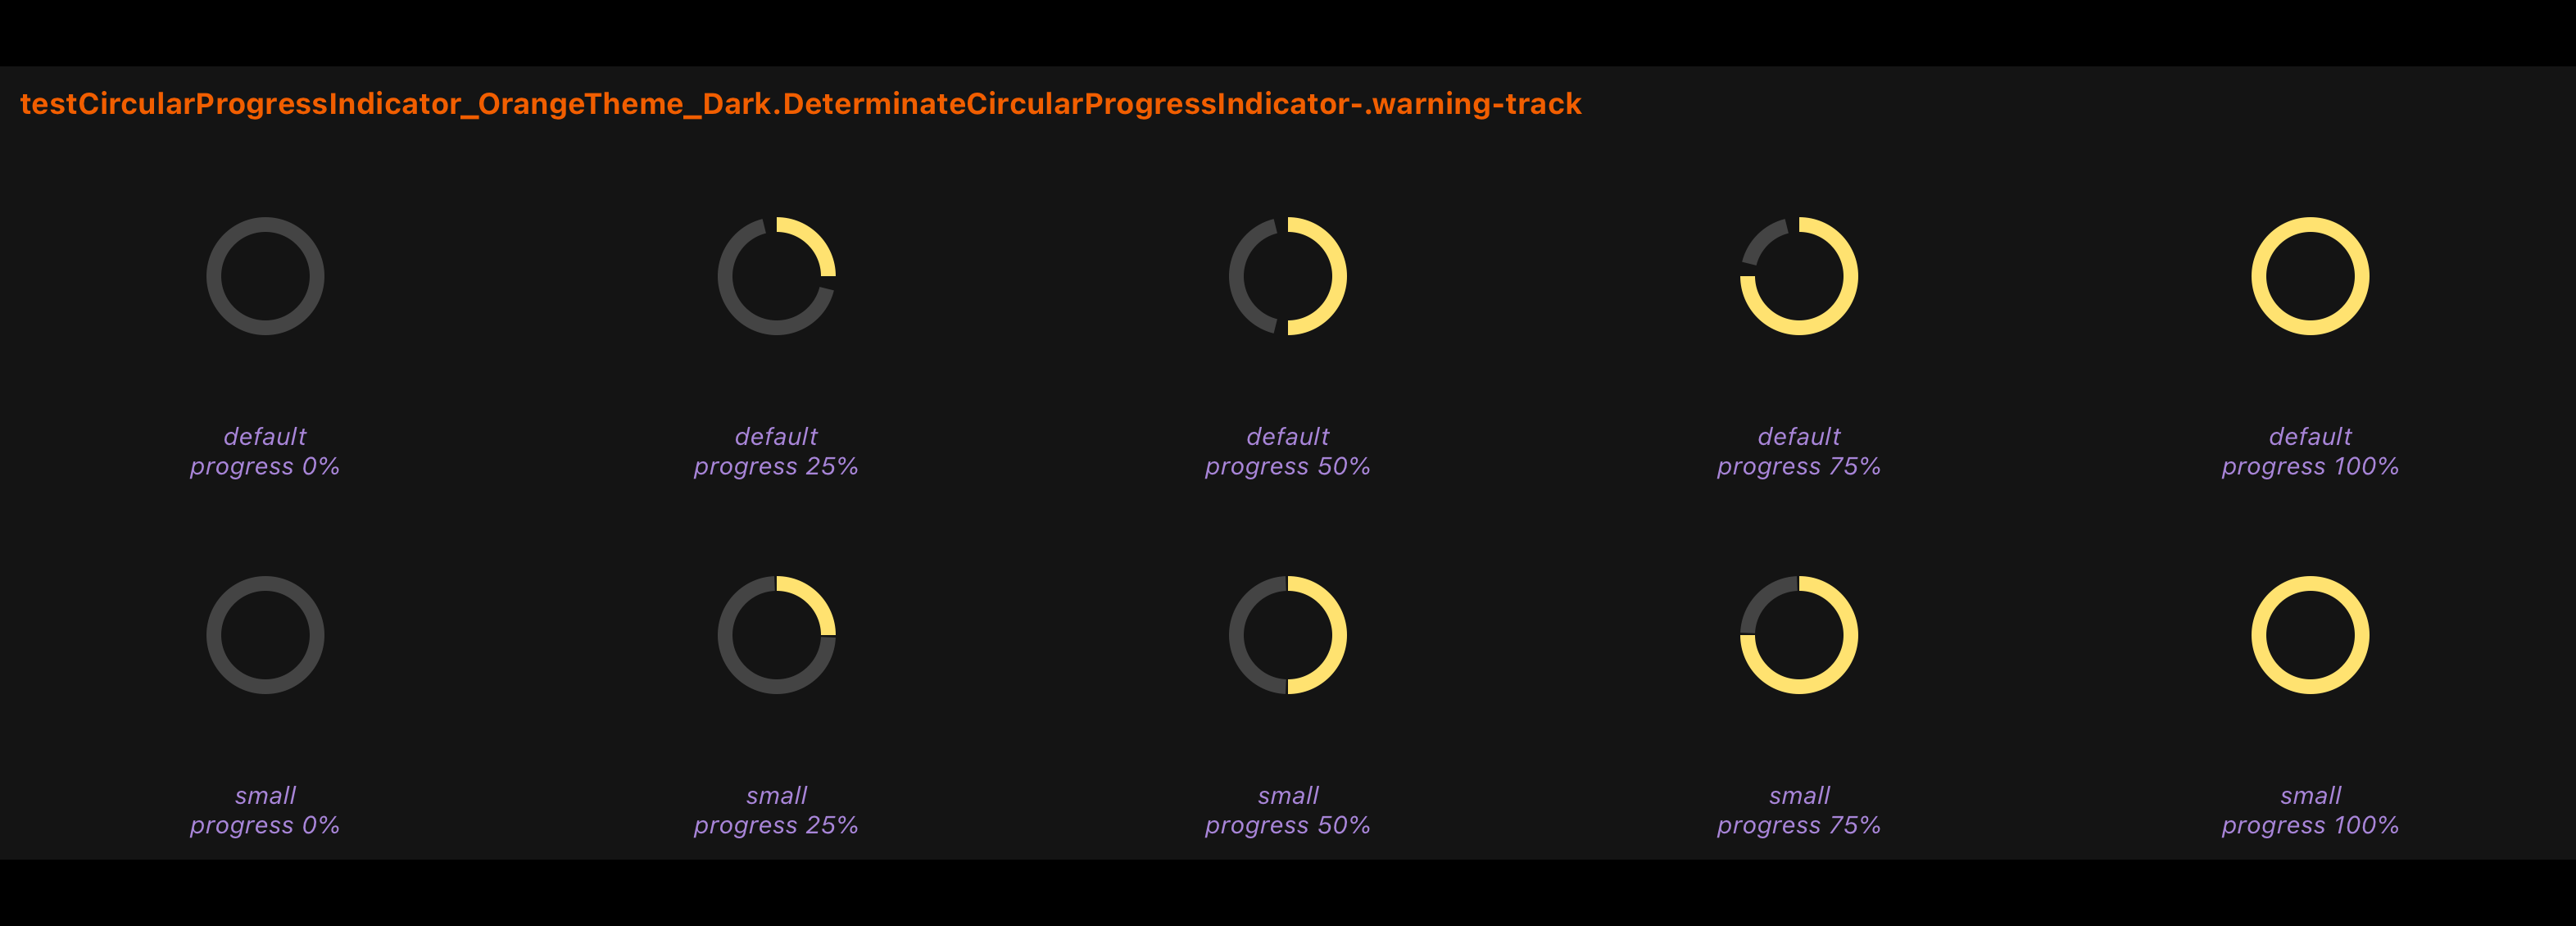 testCircularProgressIndicator_OrangeTheme_Dark.DeterminateCircularProgressIndicator-.warning-track
default
progress 0%
default
progress 25%
default
progress 50%
default
progress 75%
default
progress 100%
small
progress 0%
small
progress 25%
small
progress 50%
small
progress 75%
small
progress 100%